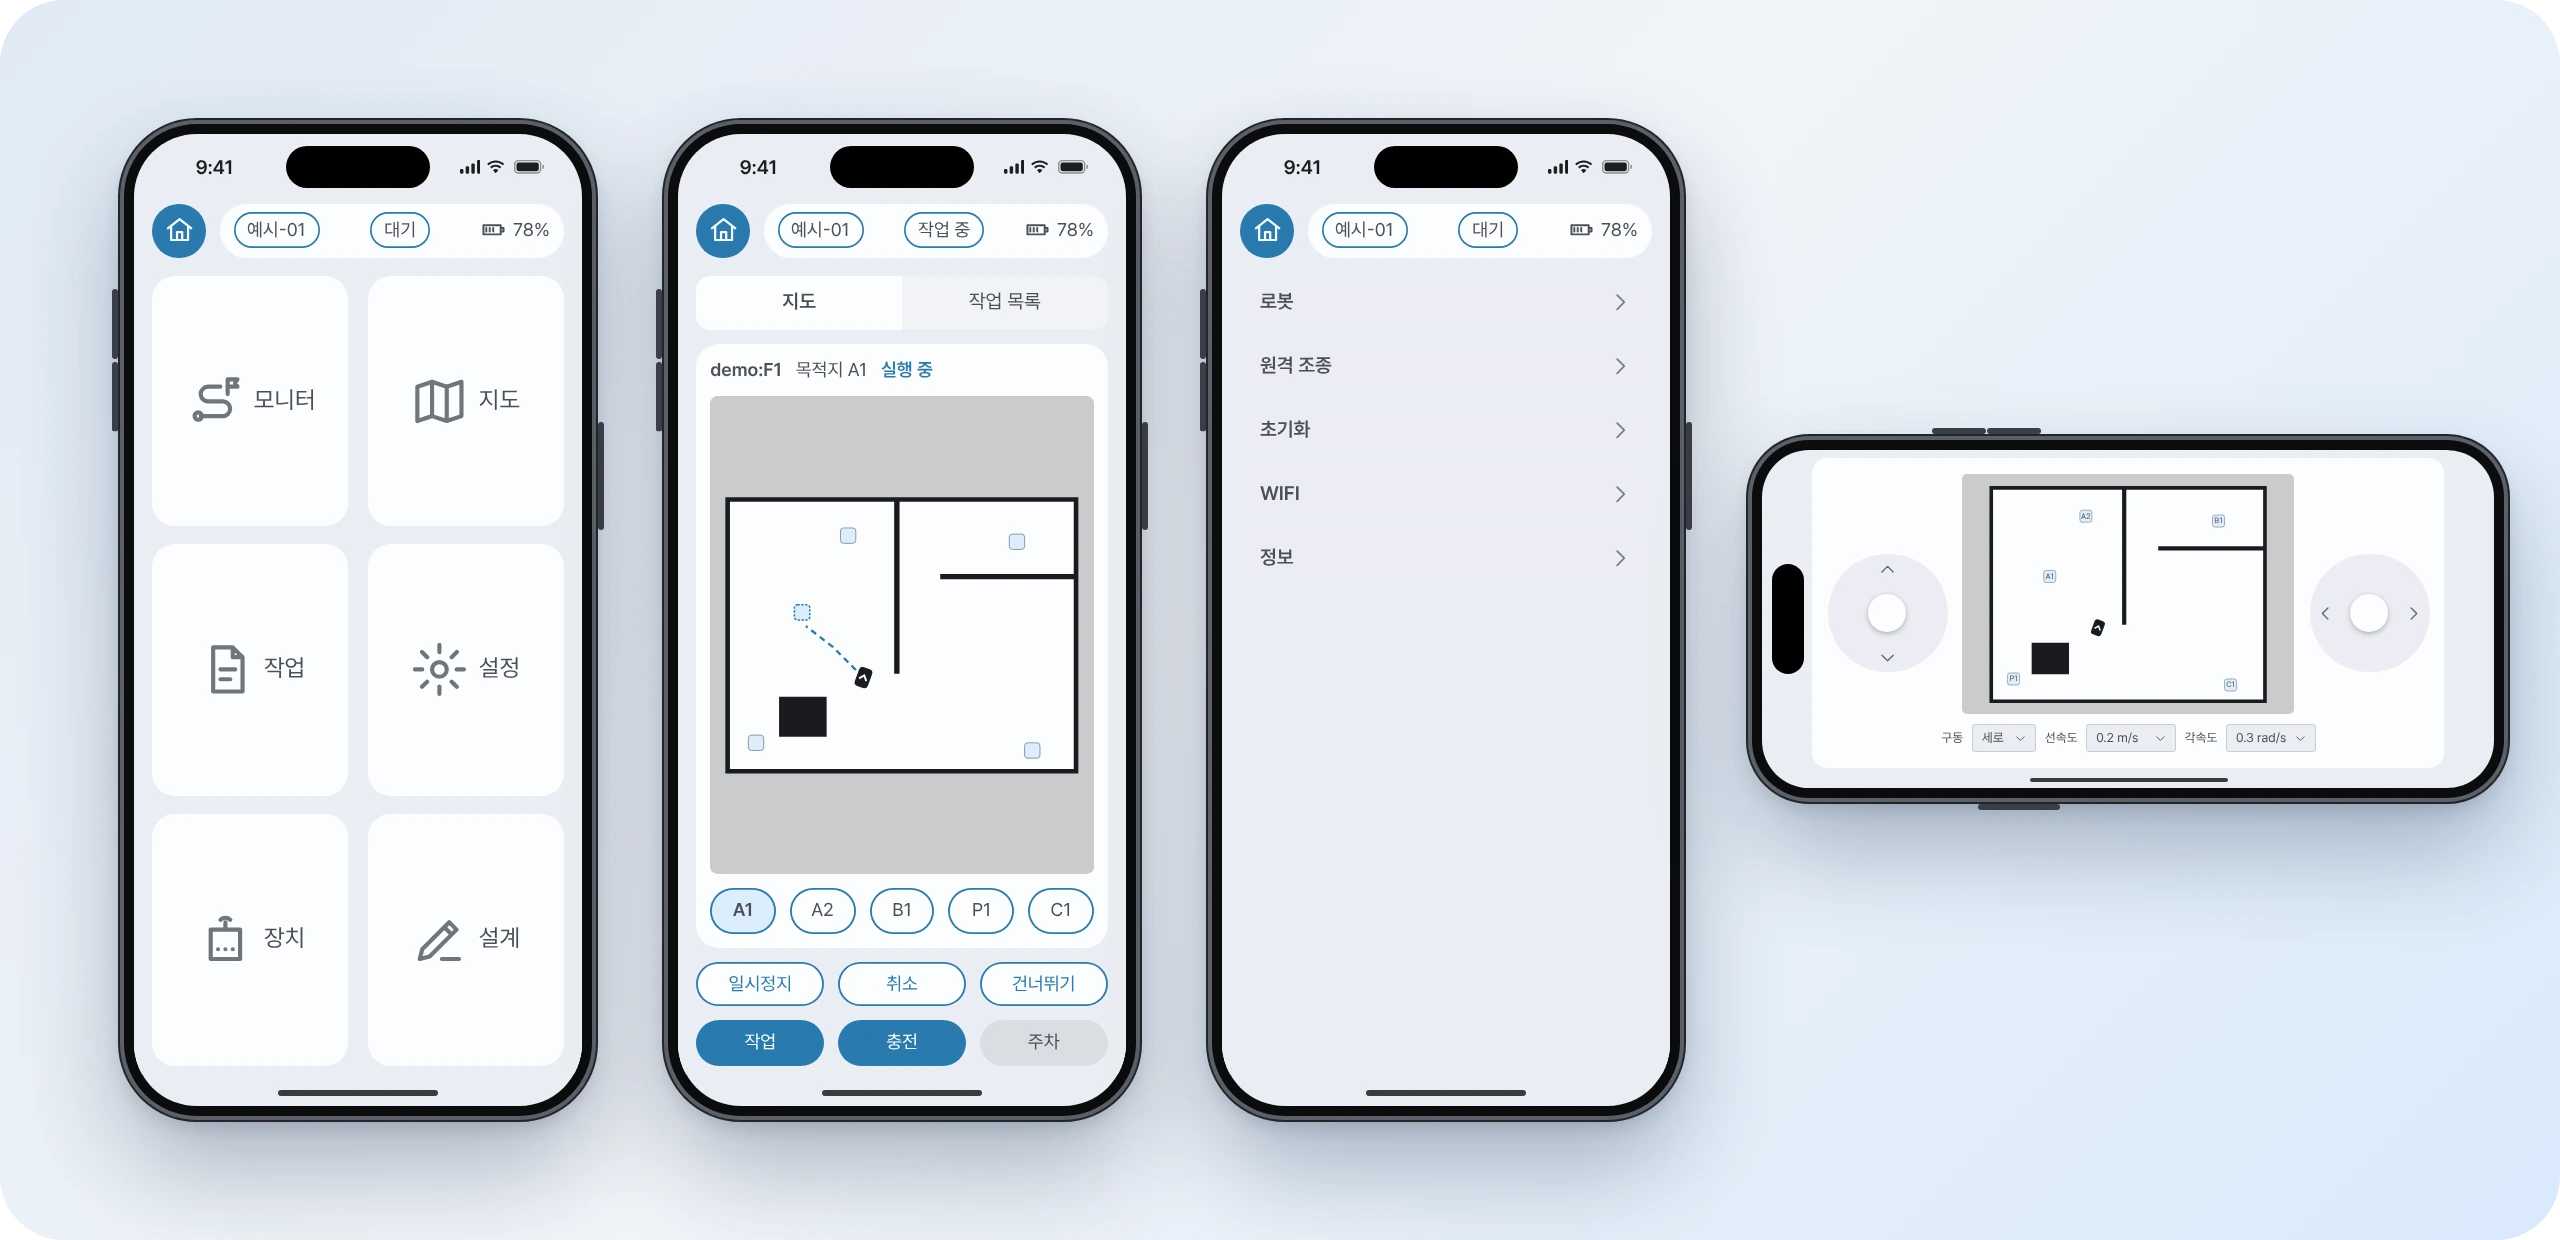 9:41
예시-01 대기 78%
모니터 지도
작업 설정
장치 설계
9:41
예시-01 작업 중 78%
지도 작업 목록
demo:F1 목적지 A1 실행 중
A1 A2 B1 P1 C1
일시정지 취소 건너뛰기
작업 충전 주차
9:41
예시-01 대기 78%
로봇
원격 조종
초기화
WIFI
정보
A2 B1
A1
P1 C1
구동 세로 선속도 0.2 m/s 각속도 0.3 rad/s